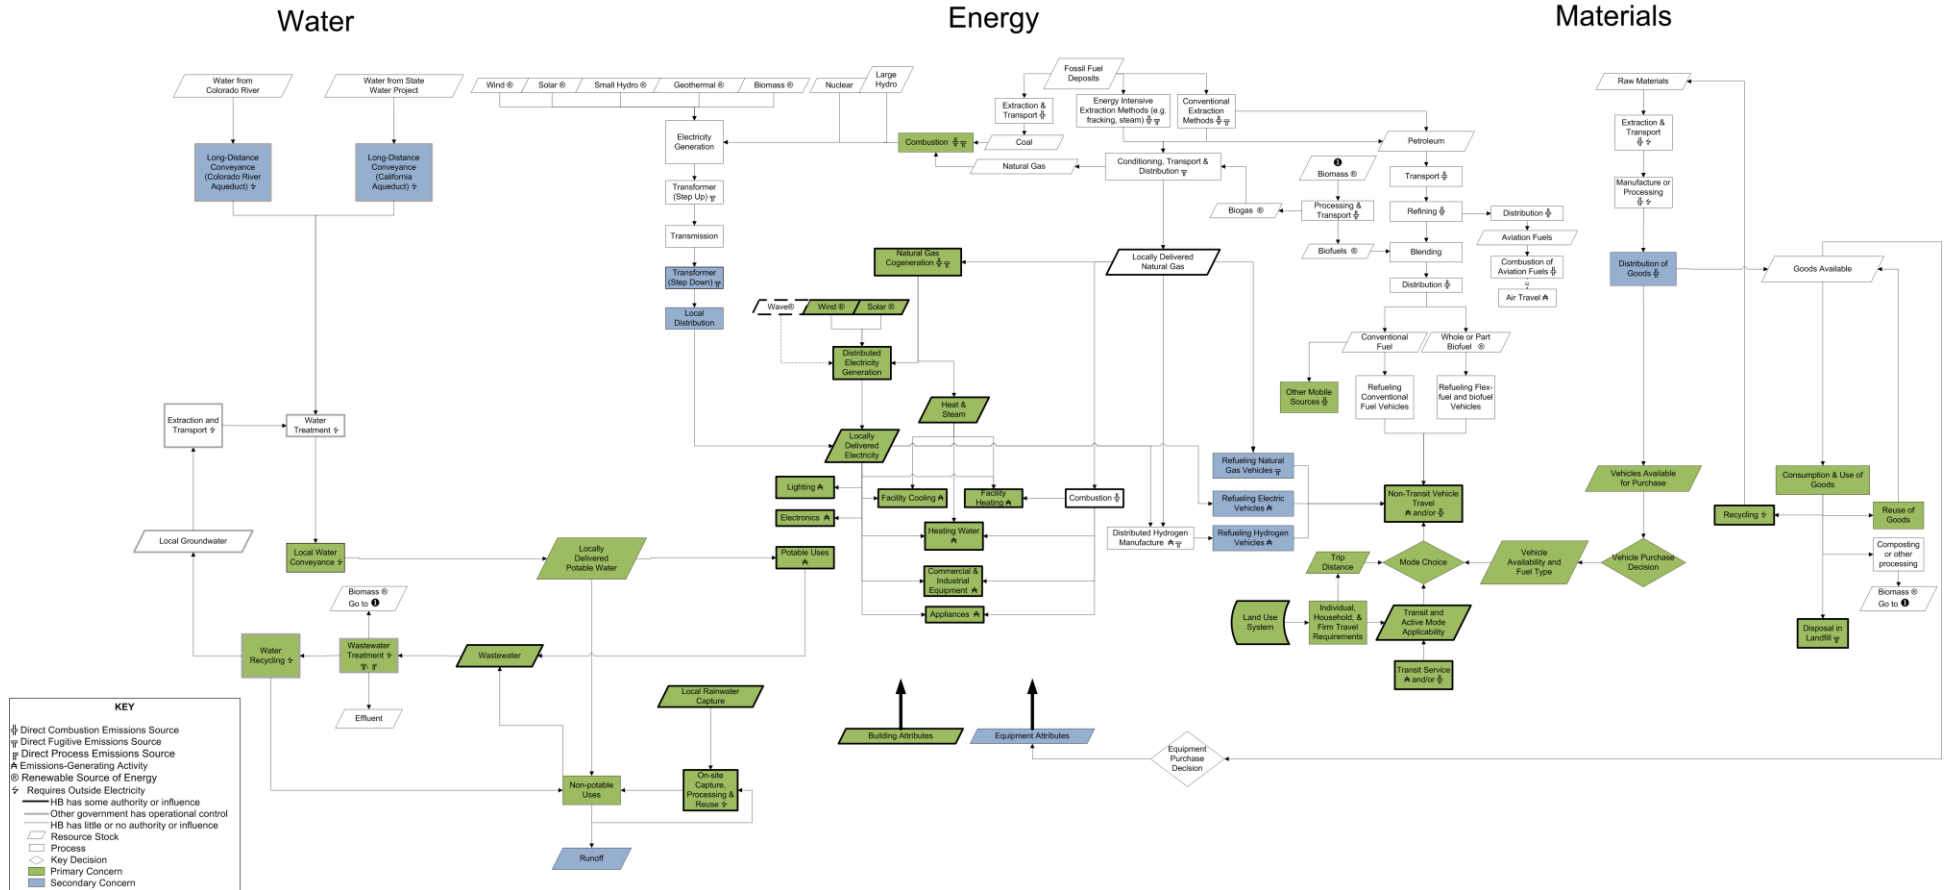 Water
Energy
Materials
Water from
Colorado River
Water from State
Water Project
Long-Distance
Conveyance
(Colorado River
Aqueduct) ↯
Long-Distance
Conveyance
(California
Aqueduct) ↯
Extraction and
Transport ↯
Water
Treatment ↯
Local Groundwater
Local Water
Conveyance ↯
Locally
Delivered
Potable Water
Potable Uses
₳
Biomass ®
Go to ❶
Water
Recycling ↯
Wastewater
Treatment ↯
╦, ╔
Wastewater
Effluent
Local Rainwater
Capture
Non-potable
Uses
On-site
Capture,
Processing &
Reuse ↯
Runoff
Wind ®
Solar ®
Small Hydro ®
Geothermal ®
Biomass ®
Nuclear
Large
Hydro
Electricity
Generation
Transformer
(Step Up) ╦
Transmission
Transformer
(Step Down) ╦
Local
Distribution
Fossil Fuel
Deposits
Extraction &
Transport ╬
Energy Intensive
Extraction Methods (e.g.
fracking, steam) ╬ ╦
Conventional
Extraction
Methods ╬ ╦
Combustion ╬ ╦
Coal
Natural Gas
Conditioning, Transport &
Distribution ╦
Petroleum
❶
Biomass ®
Transport ╬
Biogas ®
Processing &
Transport ╬
Refining ╬
Distribution ╬
Biofuels ®
Blending
Aviation Fuels
Distribution ╬
Combustion of
Aviation Fuels ╬
Air Travel ₳
Natural Gas
Cogeneration ╬ ╦
Locally Delivered
Natural Gas
Wave®
Wind ®
Solar ®
Distributed
Electricity
Generation
Heat &
Steam
Locally
Delivered
Electricity
Lighting ₳
Electronics ₳
Facility Cooling ₳
Facility
Heating ₳
Combustion ╬
Heating Water
₳
Commercial &
Industrial
Equipment ₳
Appliances ₳
Distributed Hydrogen
Manufacture ₳ ╦
Conventional
Fuel
Whole or Part
Biofuel ®
Other Mobile
Sources ╬
Refueling
Conventional
Fuel Vehicles
Refueling Flex-
fuel and biofuel
Vehicles
Refueling Natural
Gas Vehicles ╦
Refueling Electric
Vehicles ₳
Refueling Hydrogen
Vehicles ₳
Non-Transit Vehicle
Travel
₳ and/or ╬
Trip
Distance
Mode Choice
Vehicle
Availability and
Fuel Type
Vehicle Purchase
Decision
Land Use
System
Individual,
Household, &
Firm Travel
Requirements
Transit and
Active Mode
Applicability
Transit Service
₳ and/or ╬
Building Attributes
Equipment Attributes
Equipment
Purchase
Decision
Raw Materials
Extraction &
Transport
╬ ↯
Manufacture or
Processing
╬ ↯
Distribution of
Goods ╬
Goods Available
Vehicles Available
for Purchase
Consumption & Use of
Goods
Recycling ↯
Reuse of
Goods
Composting
or other
processing
Biomass ®
Go to ❶
Disposal in
Landfill ╦
KEY
╬ Direct Combustion Emissions Source
╦ Direct Fugitive Emissions Source
╔ Direct Process Emissions Source
₳ Emissions-Generating Activity
® Renewable Source of Energy
↯ Requires Outside Electricity
HB has some authority or influence
Other government has operational control
HB has little or no authority or influence
Resource Stock
Process
Key Decision
Primary Concern
Secondary Concern